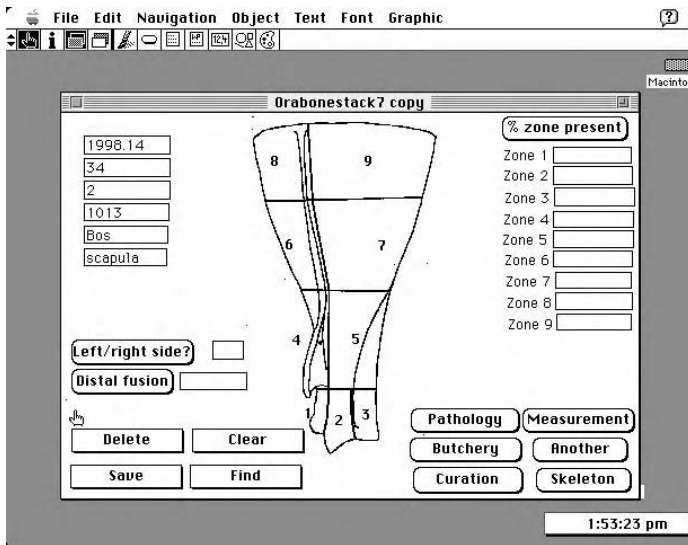 File Edit Navigation Object Text Font Graphic
Macinto
Orabonestack7 copy
1998.14
34
2
1013
Bos
scapula
Left/right side?
Distal fusion
Delete Clear
Save Find
8 9
6 7
4 5
1 2 3
% zone present
Zone 1
Zone 2
Zone 3
Zone 4
Zone 5
Zone 6
Zone 7
Zone 8
Zone 9
Pathology Measurement
Butchery Another
Curation Skeleton
1:53:23 pm